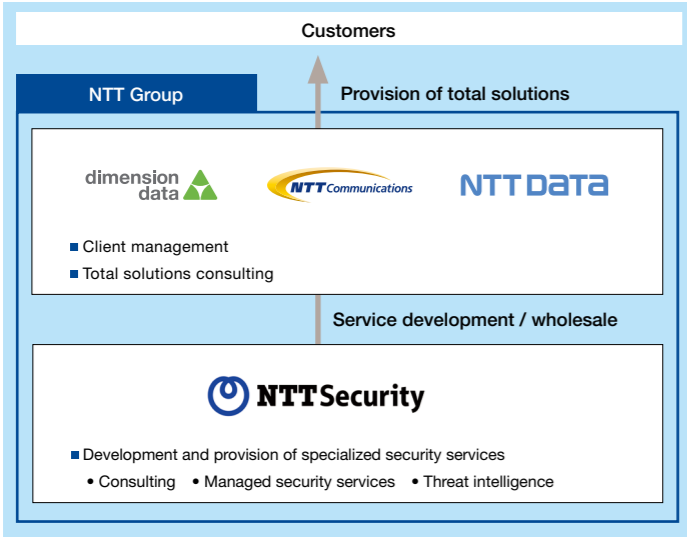 Customers
NTT Group
Provision of total solutions
dimension
data
NTT Communications
NTT DATA
■ Client management
■ Total solutions consulting
Service development / wholesale
NTT Security
■ Development and provision of specialized security services
• Consulting • Managed security services • Threat intelligence